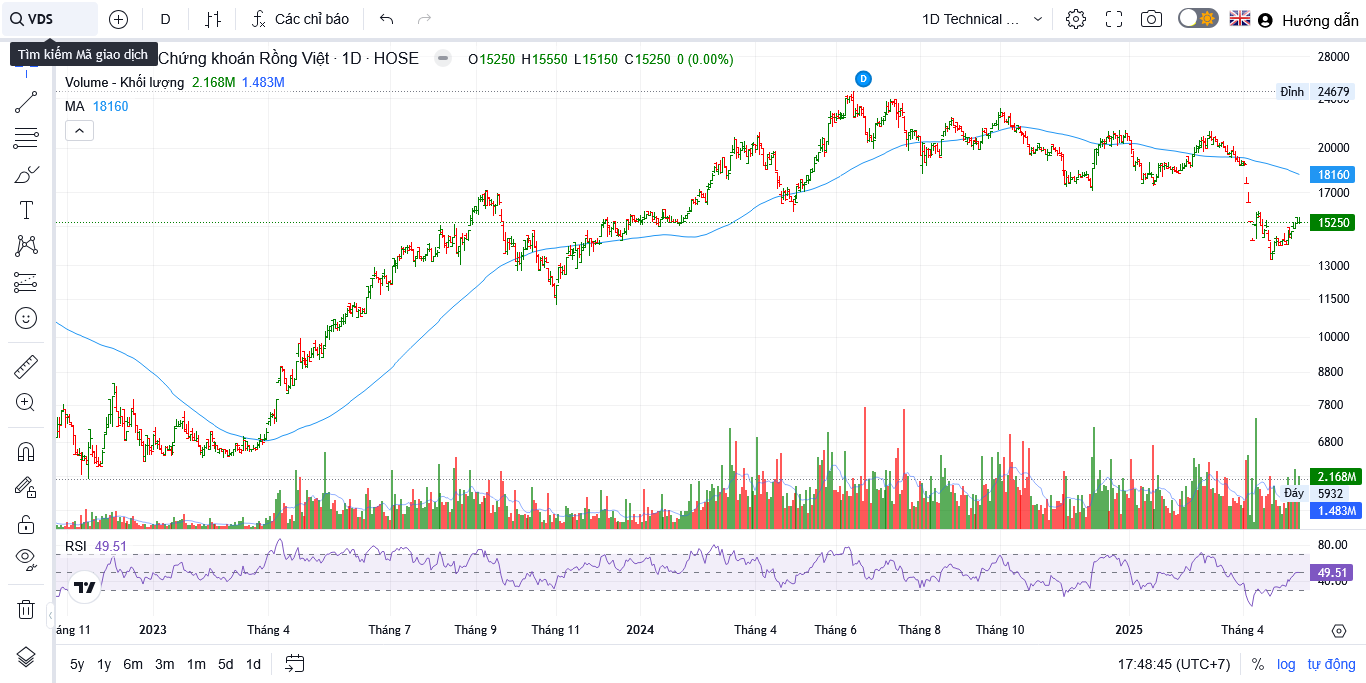 VDS D Các chỉ báo 1D Technical ... Hướng dẫn
Tìm kiếm Mã giao dịch
Chứng khoán Rồng Việt · 1D · HOSE O15250 H15550 L15150 C15250 0 (0.00%)
Volume - Khối lượng 2.168M 1.483M
MA 18160
D
28000
Đỉnh 24679
24000
20000
18160
17000
15250
13000
11500
10000
8800
7800
6800
2.168M
Đáy 5932
1.483M
RSI 49.51
80.00
49.51
40.00
áng 11 2023 Tháng 4 Tháng 7 Tháng 9 Tháng 11 2024 Tháng 4 Tháng 6 Tháng 8 Tháng 10 2025 Tháng 4
5y 1y 6m 3m 1m 5d 1d 17:48:45 (UTC+7) % log tự động